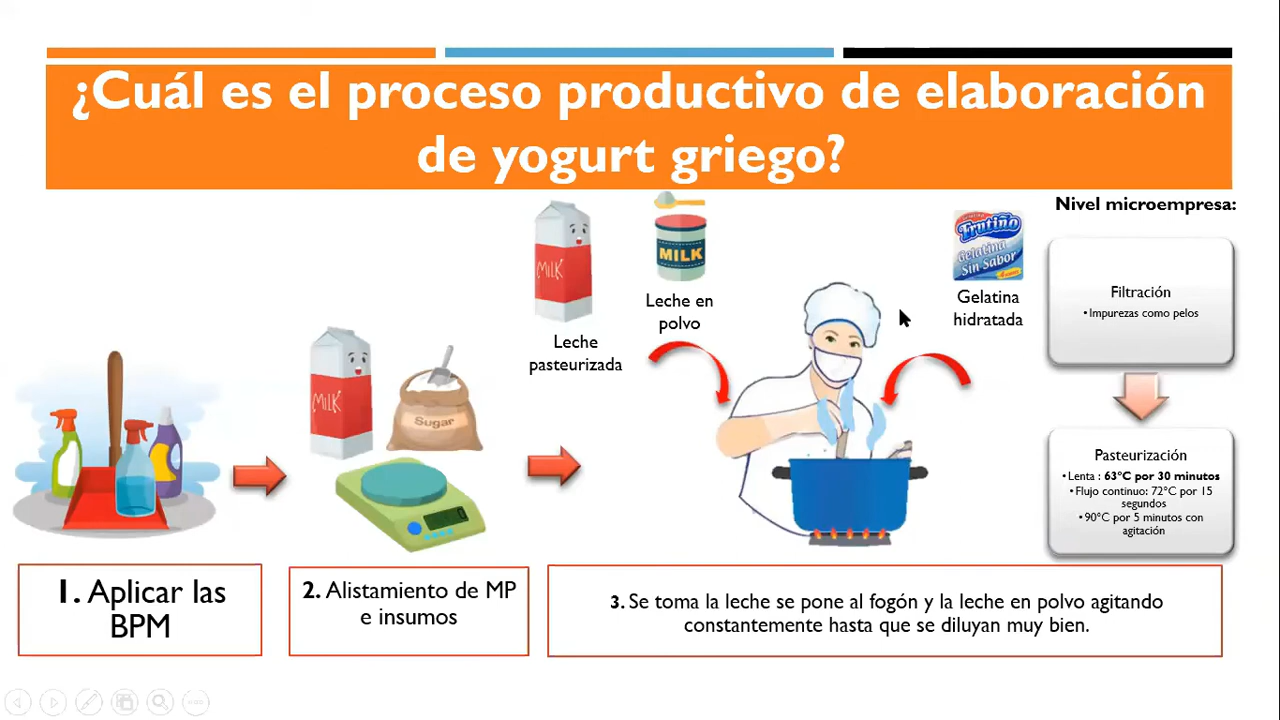 ¿Cuál es el proceso productivo de elaboración
de yogurt griego?
MILK
MILK
Leche
pasteurizada
Leche en
polvo
Frutiño
Gelatina
Sin Sabor
Gelatina
hidratada
Nivel microempresa:
Filtración
•Impurezas como pelos
Pasteurización
•Lenta : 63°C por 30 minutos
•Flujo continuo: 72°C por 15
segundos
•90°C por 5 minutos con
agitación
MILK
Sugar
0
1. Aplicar las
BPM
2. Alistamiento de MP
e insumos
3. Se toma la leche se pone al fogón y la leche en polvo agitando
constantemente hasta que se diluyan muy bien.